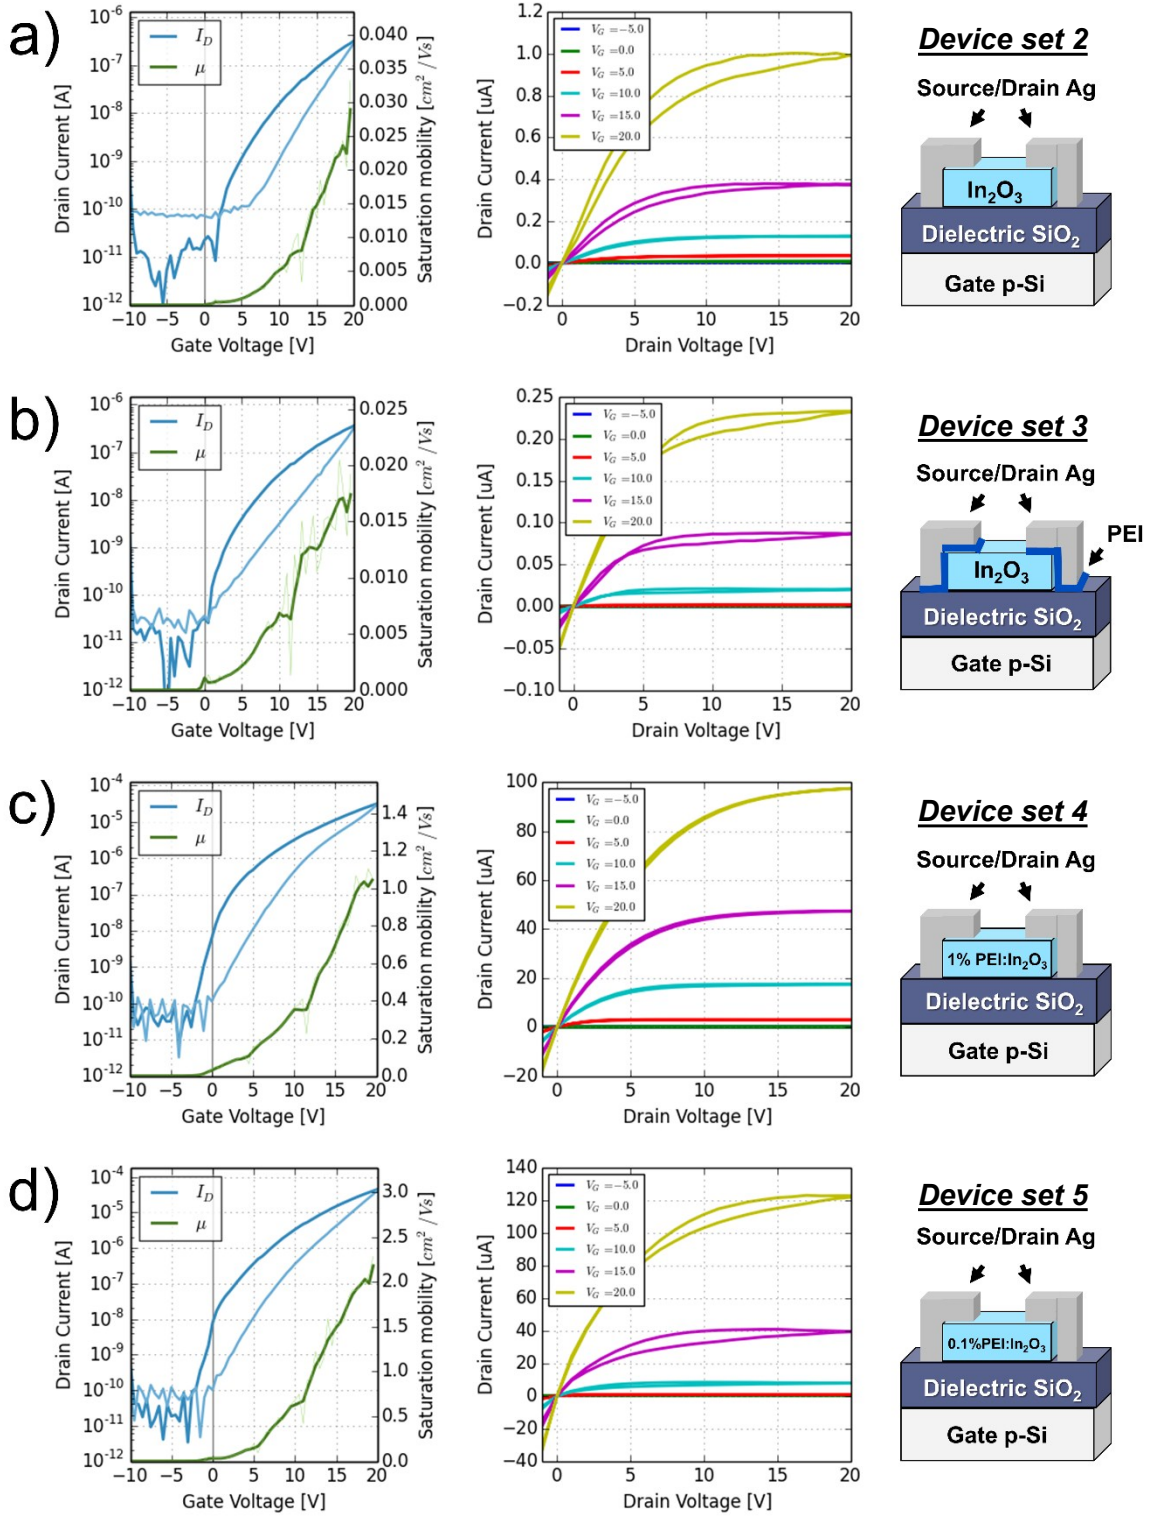 a)
10⁻⁶
10⁻⁷
10⁻⁸
10⁻⁹
10⁻¹⁰
10⁻¹¹
10⁻¹²
Drain Current [A]
I_D
μ
0.040
0.035
0.030
0.025
0.020
0.015
0.010
0.005
0.000
Saturation mobility [cm²/Vs]
−10 −5 0 5 10 15 20
Gate Voltage [V]
1.2
1.0
0.8
0.6
0.4
0.2
0.0
−0.2
Drain Current [uA]
V_G =−5.0
V_G =0.0
V_G =5.0
V_G =10.0
V_G =15.0
V_G =20.0
0 5 10 15 20
Drain Voltage [V]
Device set 2
Source/Drain Ag
In₂O₃
Dielectric SiO₂
Gate p-Si
b)
10⁻⁶
10⁻⁷
10⁻⁸
10⁻⁹
10⁻¹⁰
10⁻¹¹
10⁻¹²
Drain Current [A]
I_D
μ
0.025
0.020
0.015
0.010
0.005
0.000
Saturation mobility [cm²/Vs]
−10 −5 0 5 10 15 20
Gate Voltage [V]
0.25
0.20
0.15
0.10
0.05
0.00
−0.05
−0.10
Drain Current [uA]
V_G =−5.0
V_G =0.0
V_G =5.0
V_G =10.0
V_G =15.0
V_G =20.0
0 5 10 15 20
Drain Voltage [V]
Device set 3
Source/Drain Ag
PEI
In₂O₃
Dielectric SiO₂
Gate p-Si
c)
10⁻⁴
10⁻⁵
10⁻⁶
10⁻⁷
10⁻⁸
10⁻⁹
10⁻¹⁰
10⁻¹¹
10⁻¹²
Drain Current [A]
I_D
μ
1.4
1.2
1.0
0.8
0.6
0.4
0.2
0.0
Saturation mobility [cm²/Vs]
−10 −5 0 5 10 15 20
Gate Voltage [V]
100
80
60
40
20
0
−20
Drain Current [uA]
V_G =−5.0
V_G =0.0
V_G =5.0
V_G =10.0
V_G =15.0
V_G =20.0
0 5 10 15 20
Drain Voltage [V]
Device set 4
Source/Drain Ag
1% PEI:In₂O₃
Dielectric SiO₂
Gate p-Si
d)
10⁻⁴
10⁻⁵
10⁻⁶
10⁻⁷
10⁻⁸
10⁻⁹
10⁻¹⁰
10⁻¹¹
10⁻¹²
Drain Current [A]
I_D
μ
3.0
2.5
2.0
1.5
1.0
0.5
0.0
Saturation mobility [cm²/Vs]
−10 −5 0 5 10 15 20
Gate Voltage [V]
140
120
100
80
60
40
20
0
−20
−40
Drain Current [uA]
V_G =−5.0
V_G =0.0
V_G =5.0
V_G =10.0
V_G =15.0
V_G =20.0
0 5 10 15 20
Drain Voltage [V]
Device set 5
Source/Drain Ag
0.1%PEI:In₂O₃
Dielectric SiO₂
Gate p-Si